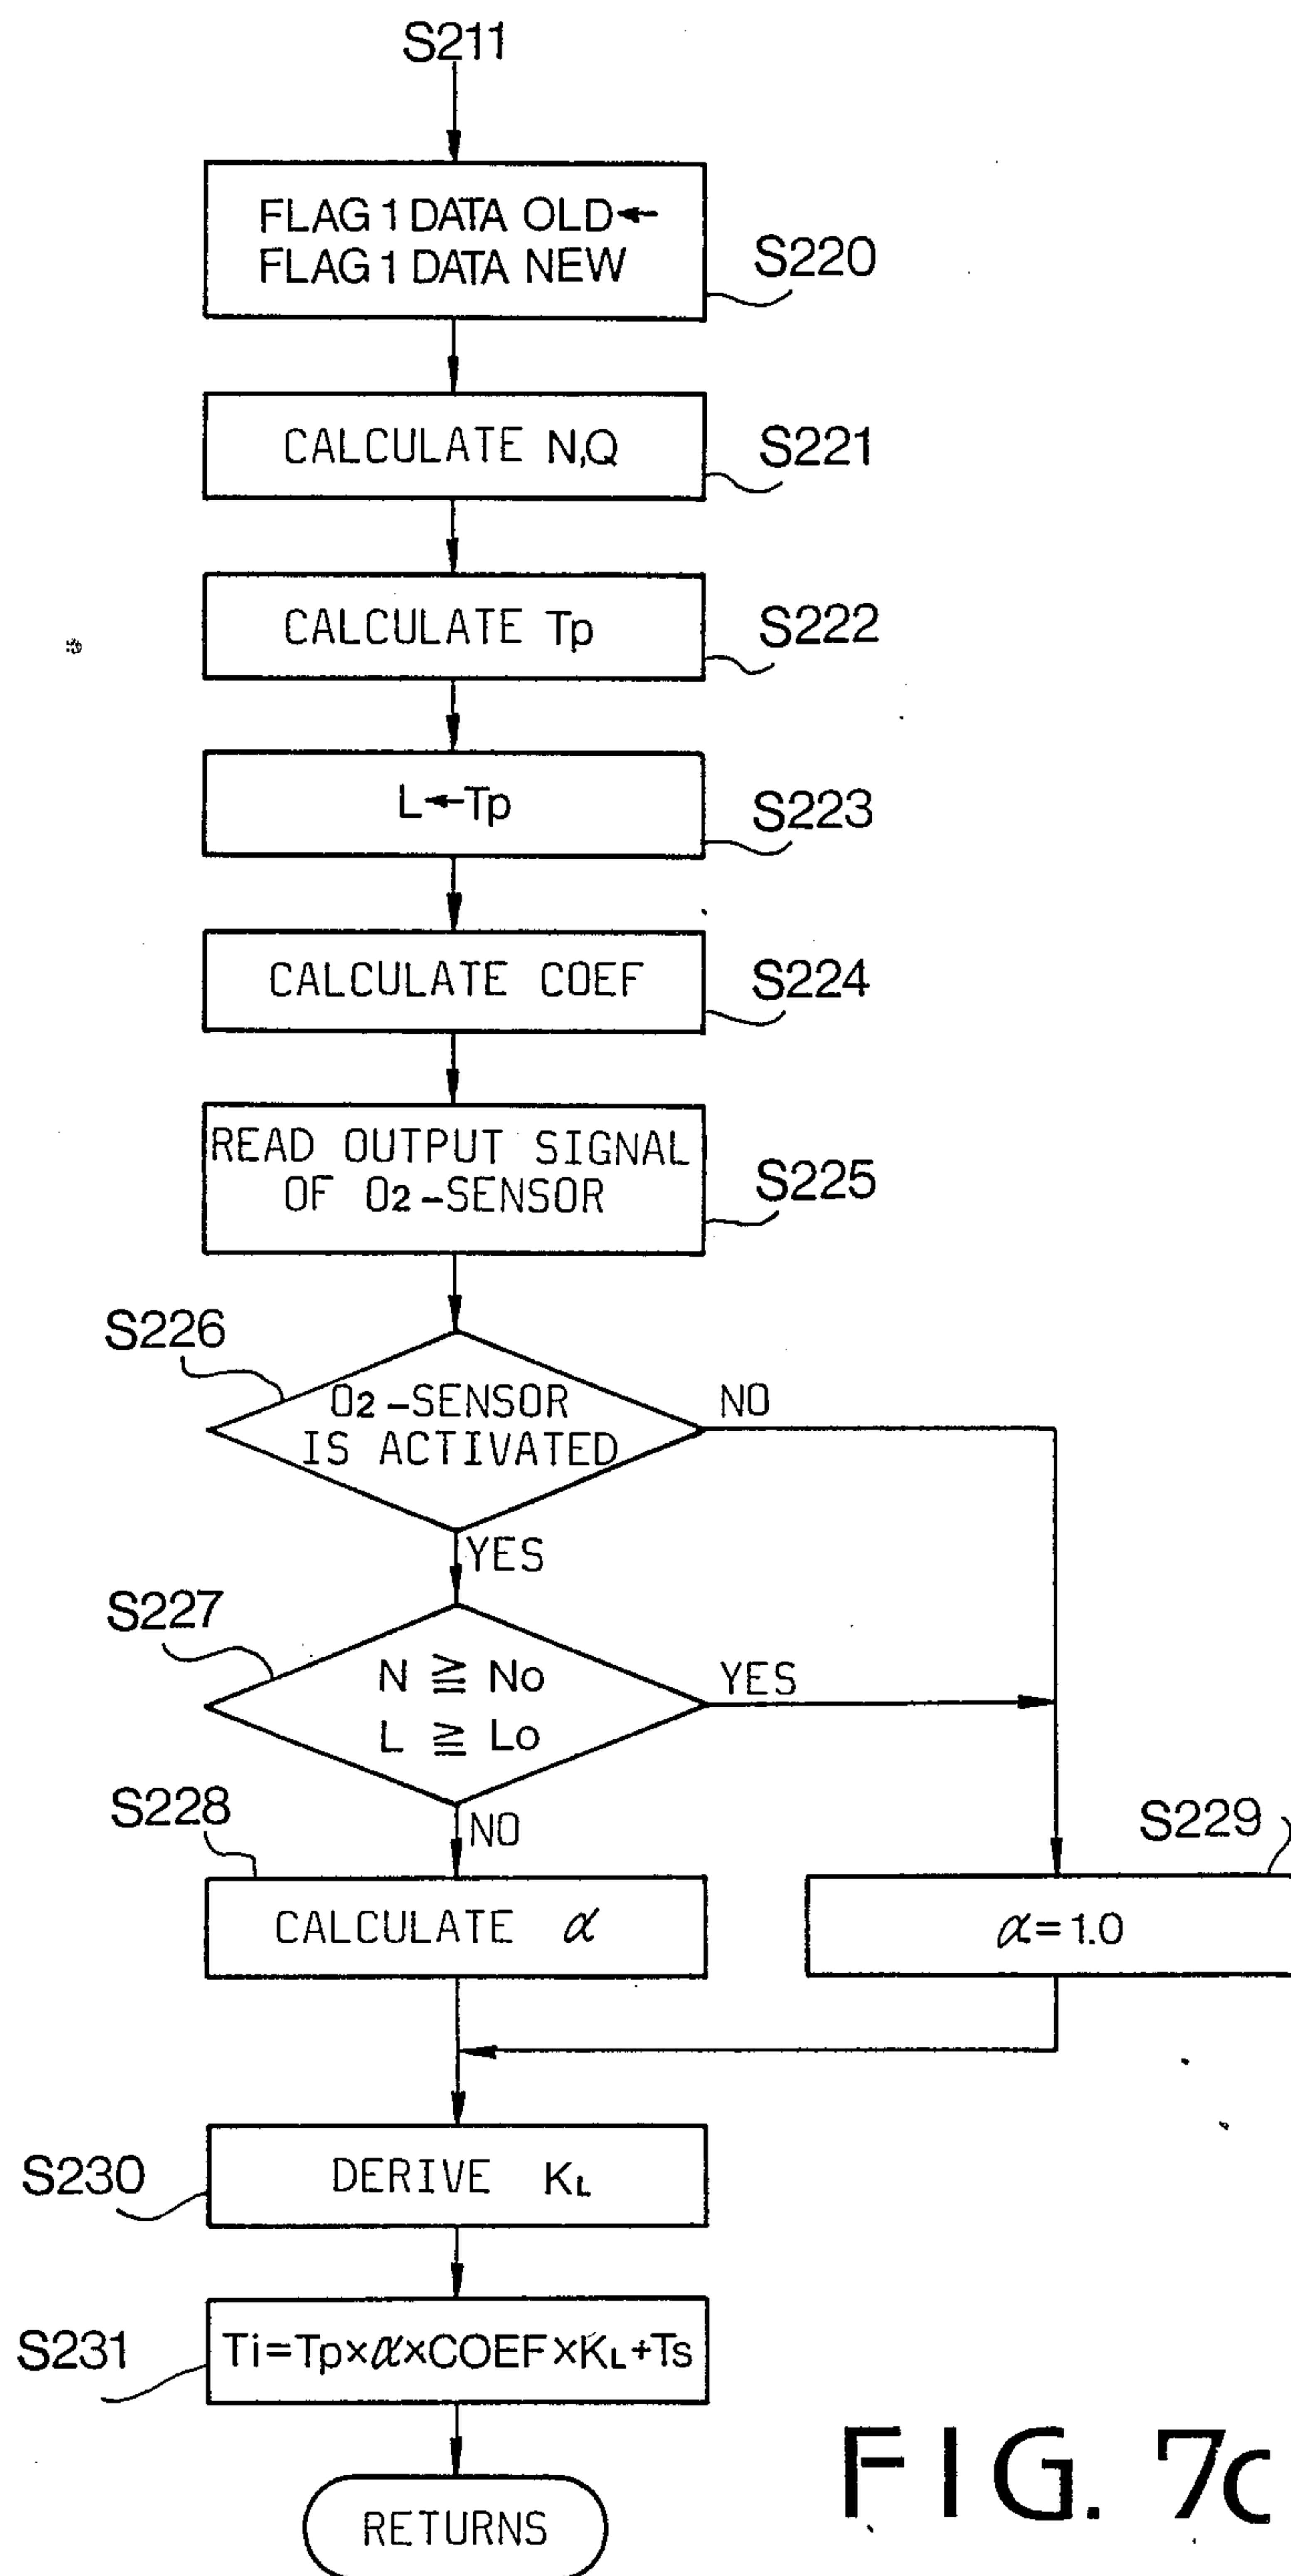 S211
FLAG 1 DATA OLD←
FLAG 1 DATA NEW
S220
CALCULATE N,Q
S221
CALCULATE Tp
S222
L←Tp
S223
CALCULATE COEF
S224
READ OUTPUT SIGNAL
OF O2-SENSOR
S225
S226
O2-SENSOR
IS ACTIVATED
NO
YES
S227
N ≧ No
L ≧ Lo
YES
S228
NO
CALCULATE α
S229
α=1.0
S230
DERIVE KL
S231
Ti=Tp×α×COEF×KL+Ts
RETURNS
FIG. 7c